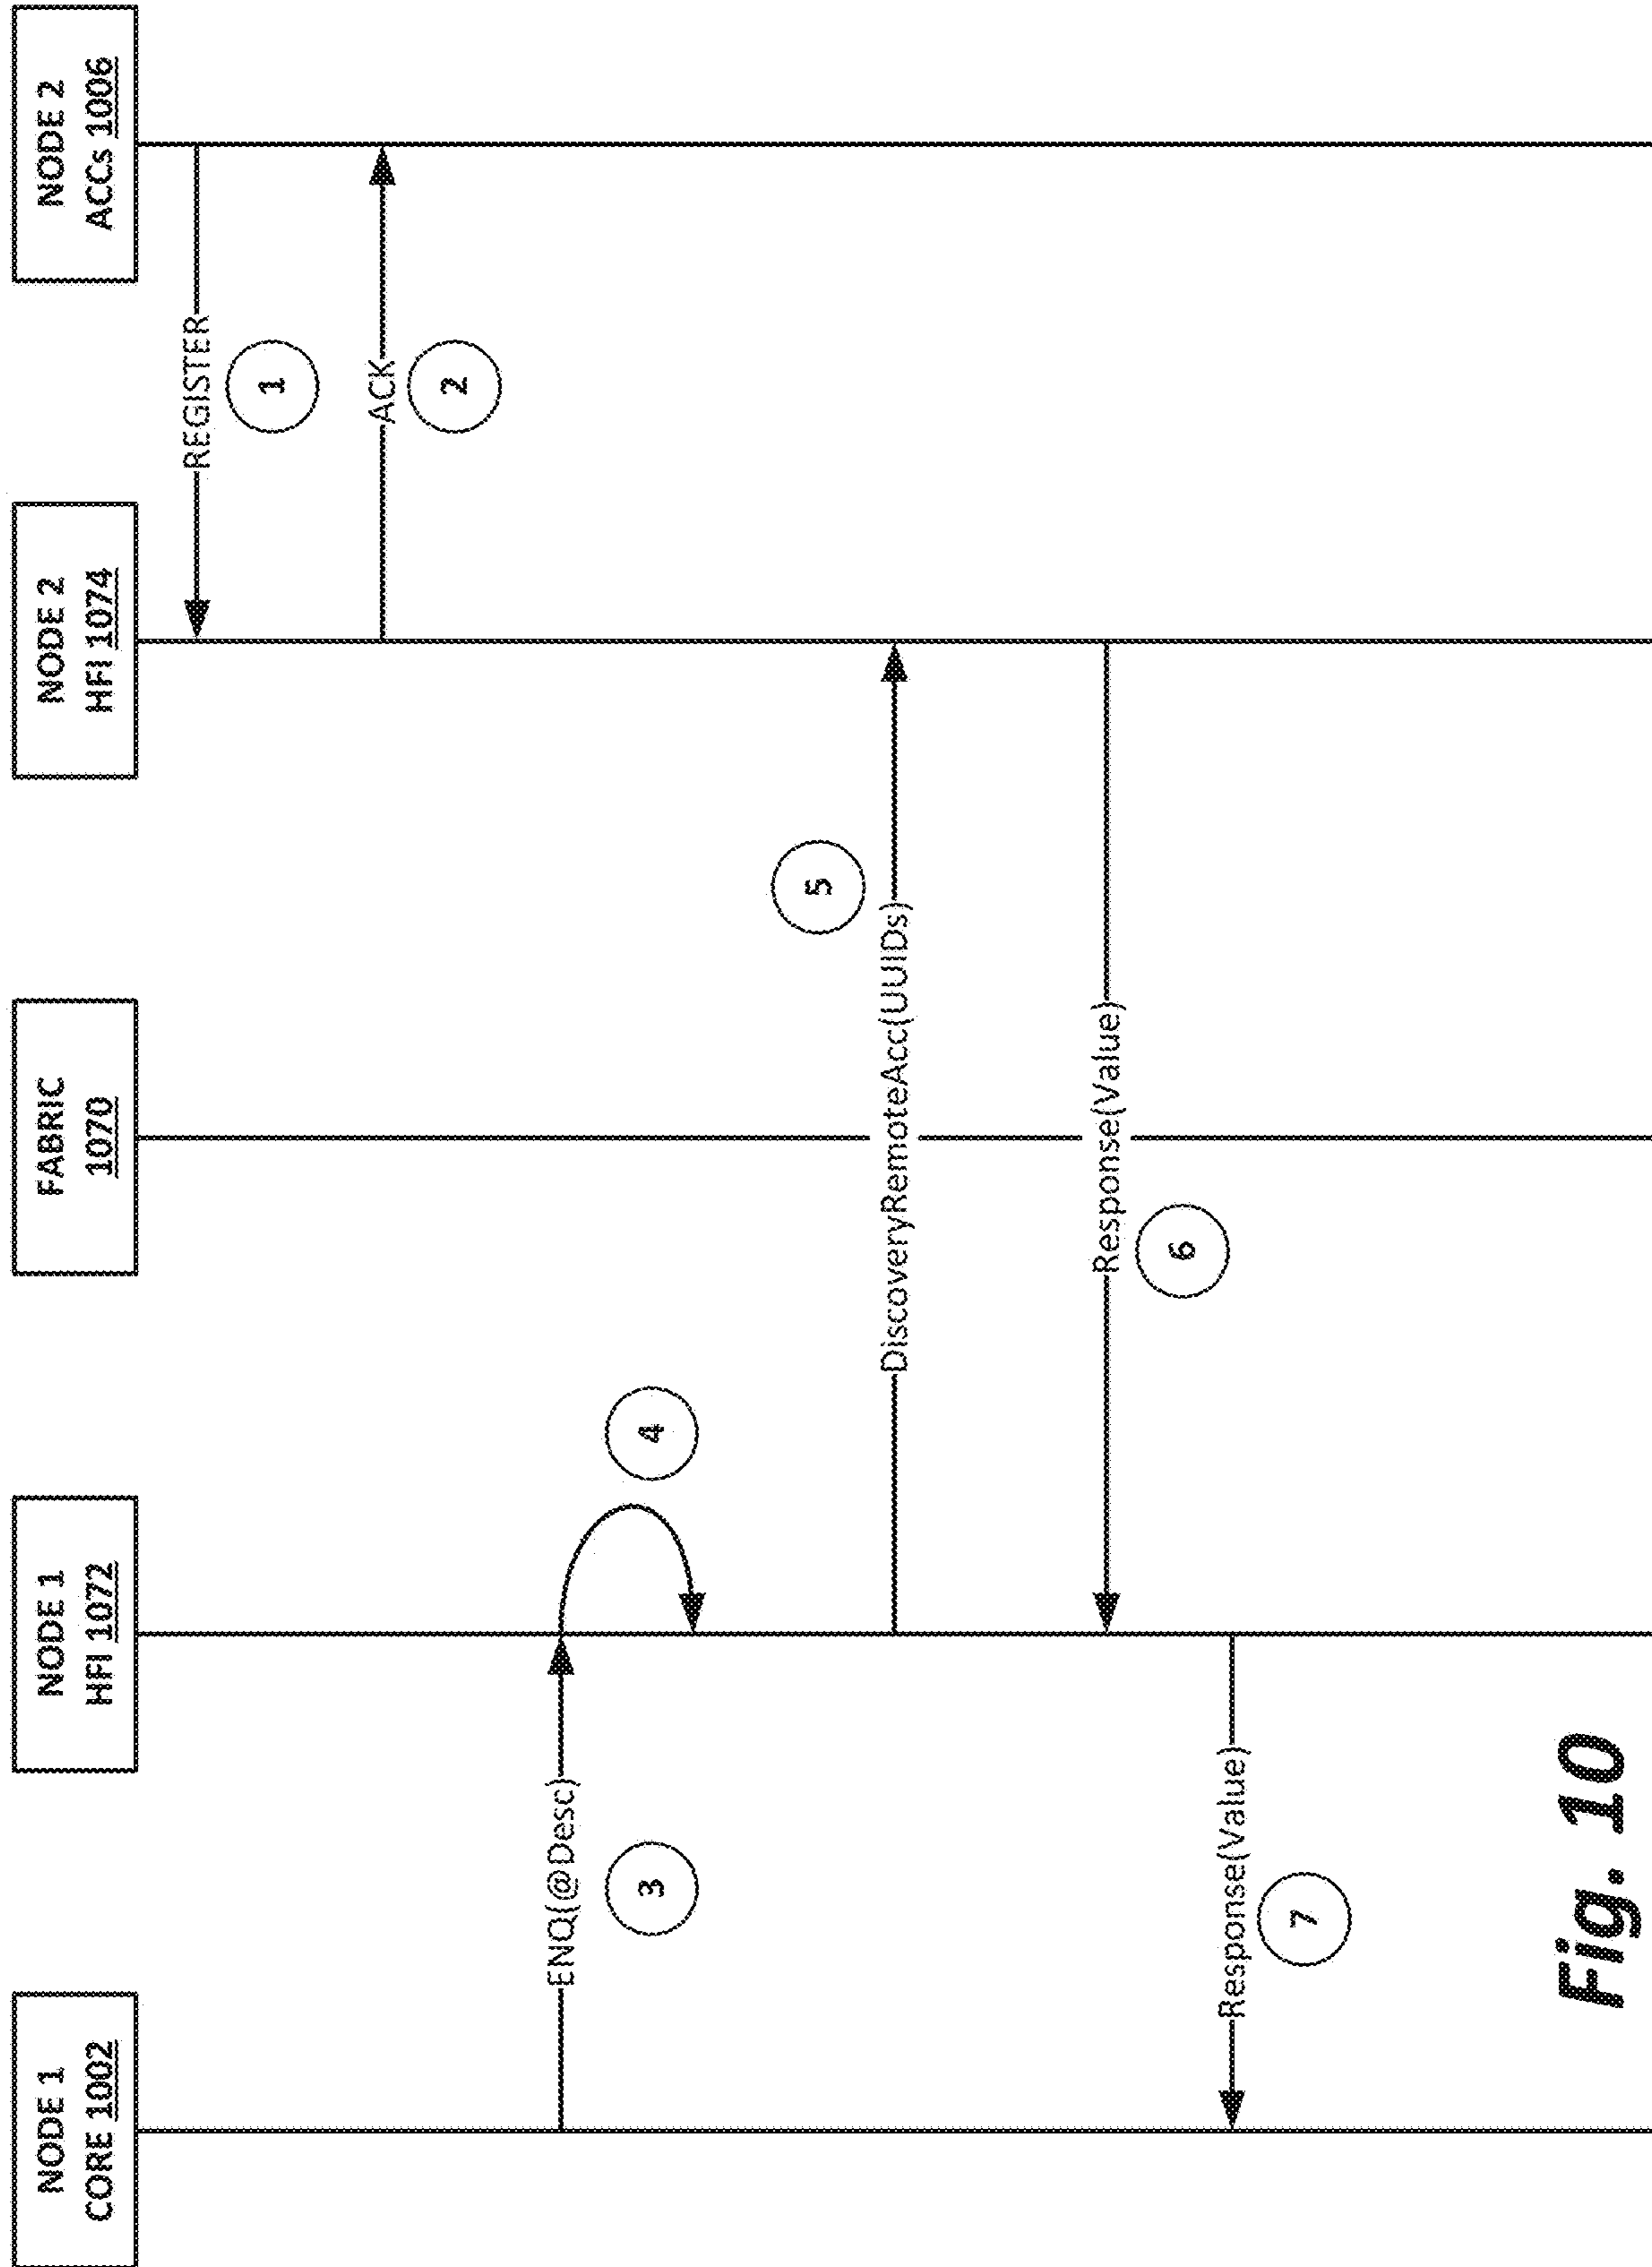 NODE 1
CORE 1002
NODE 1
HFI 1072
FABRIC
1070
NODE 2
HFI 1074
NODE 2
ACCs 1006
REGISTER
1
ACK
2
ENQ(@Desc)
3
4
5
DiscoveryRemoteAcc(UUIDs)
Response(Value)
6
Response(Value)
7
Fig. 10